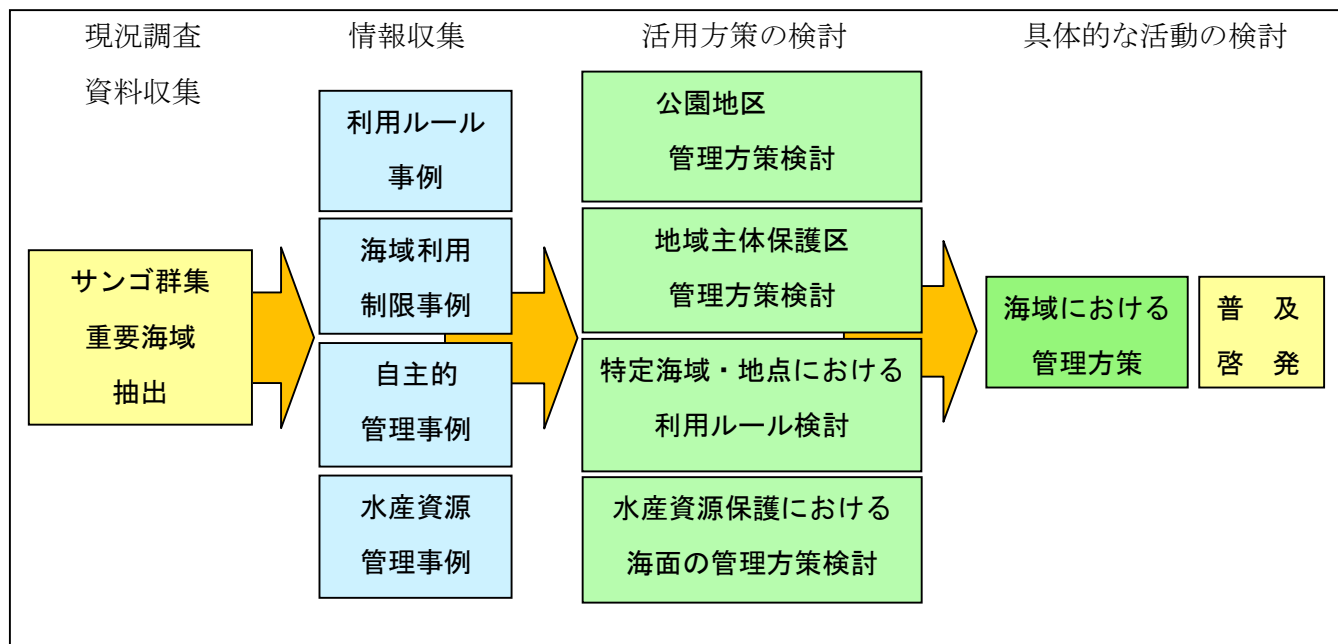 現況調査
資料収集
情報収集
活用方策の検討
具体的な活動の検討
サンゴ群集
重要海域
抽出
利用ルール
事例
海域利用
制限事例
自主的
管理事例
水産資源
管理事例
公園地区
管理方策検討
地域主体保護区
管理方策検討
特定海域・地点における
利用ルール検討
水産資源保護における
海面の管理方策検討
海域における
管理方策
普 及
啓 発